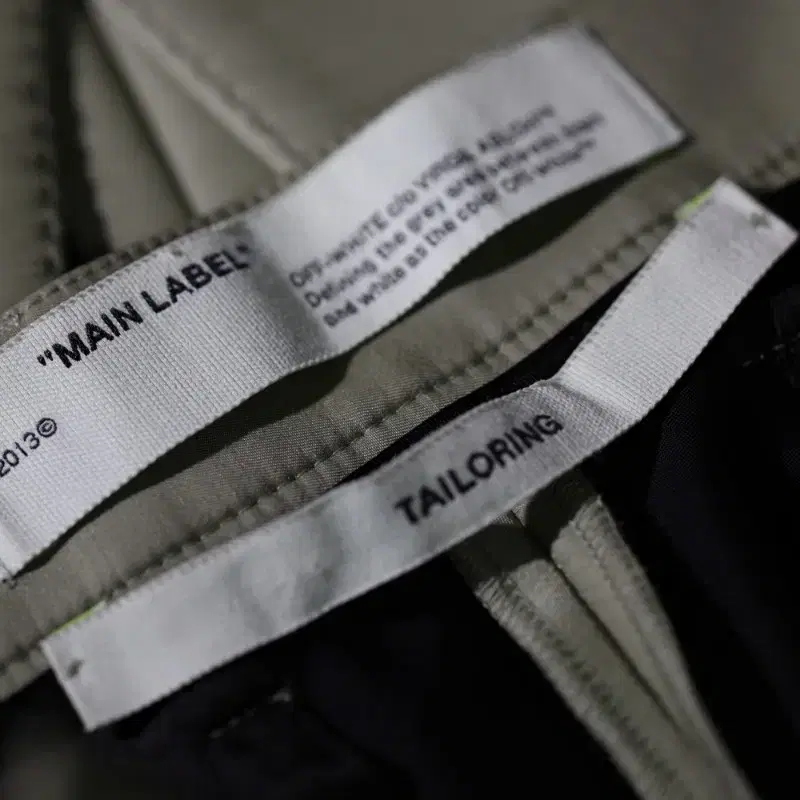 "MAIN LABEL"
2013©
OFF-WHITE c/o VIRGIL ABLOH™
Defining the grey area between black
and white as the color Off-White™
TAILORING